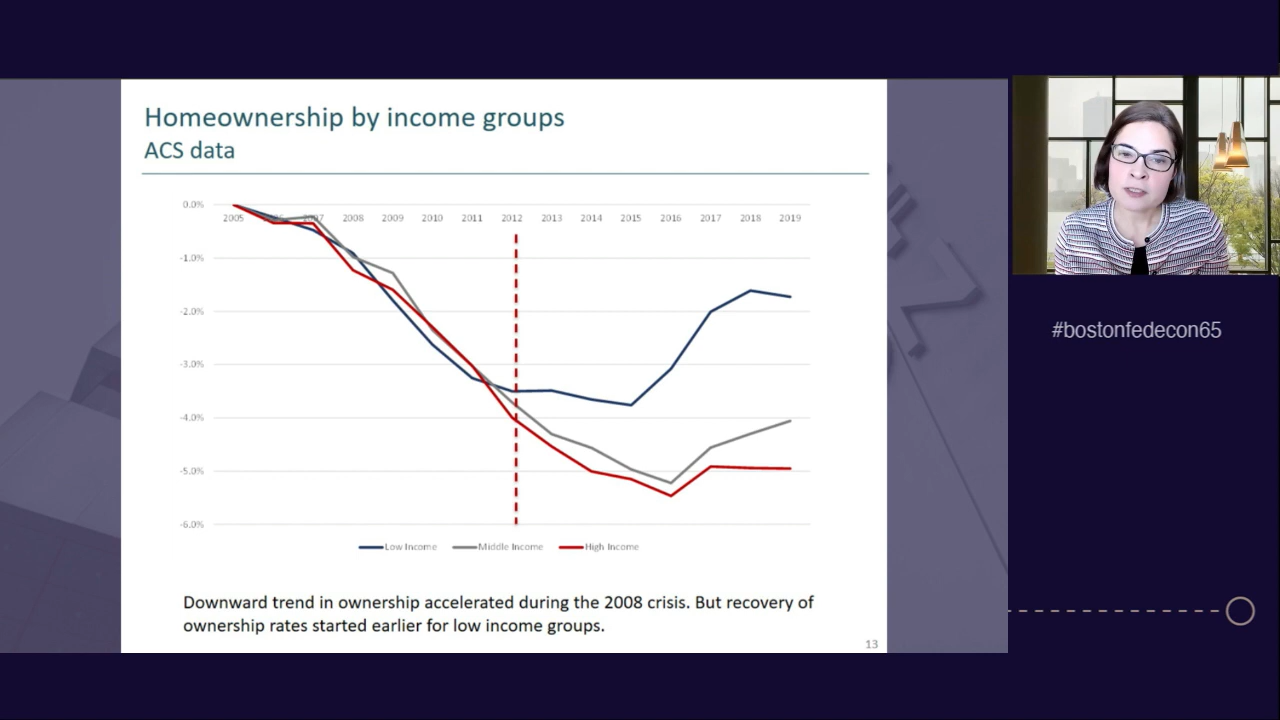 Homeownership by income groups
ACS data
0.0%
2005 2006 2007 2008 2009 2010 2011 2012 2013 2014 2015 2016 2017 2018 2019
-1.0%
-2.0%
-3.0%
-4.0%
-5.0%
-6.0%
Low Income Middle Income High Income
Downward trend in ownership accelerated during the 2008 crisis. But recovery of
ownership rates started earlier for low income groups.
13
#bostonfedecon65